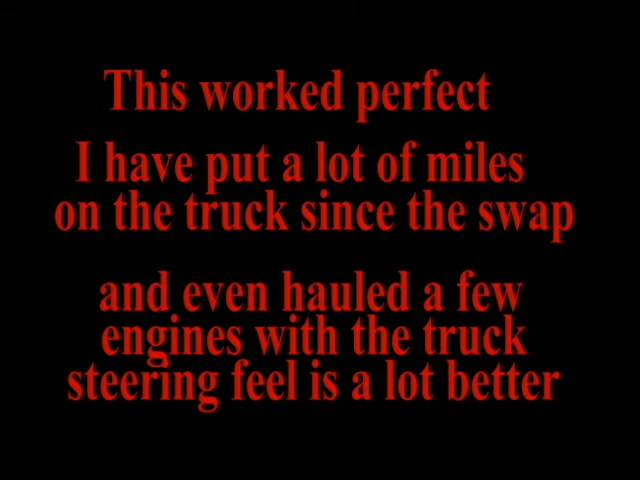 This worked perfect
I have put a lot of miles
on the truck since the swap
and even hauled a few
engines with the truck
steering feel is a lot better